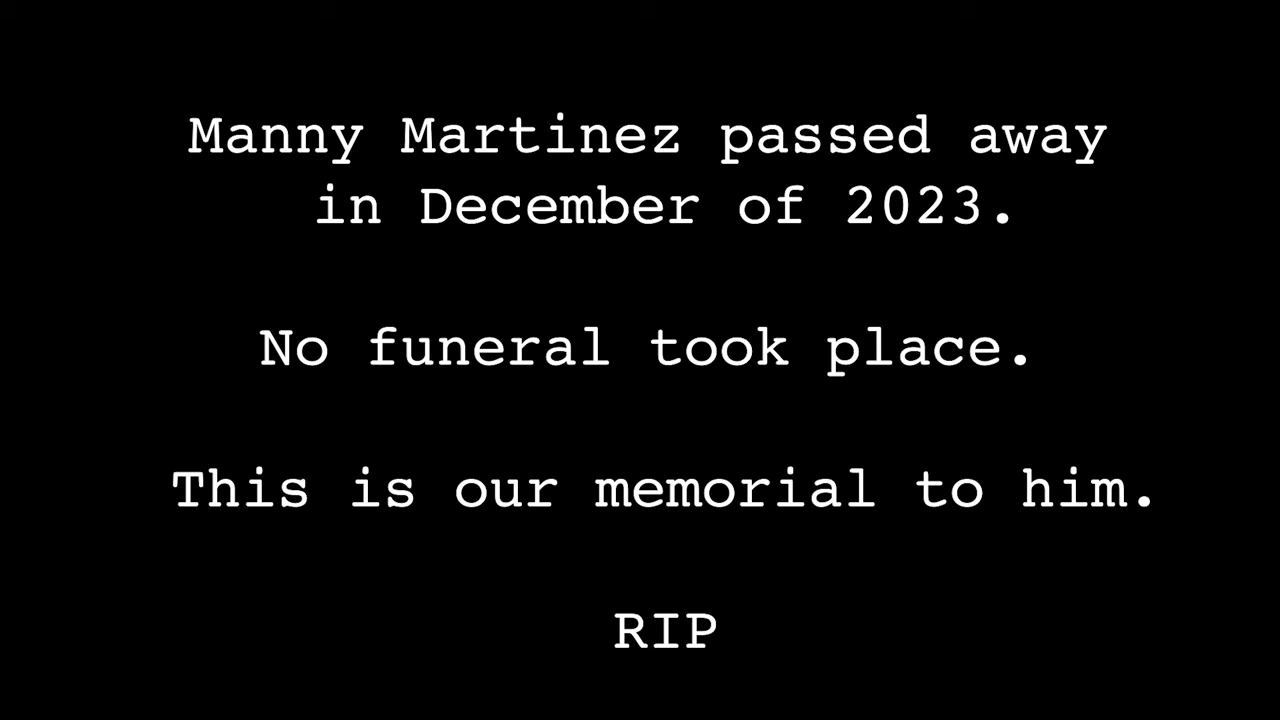 Manny Martinez passed away
in December of 2023.
No funeral took place.
This is our memorial to him.
RIP